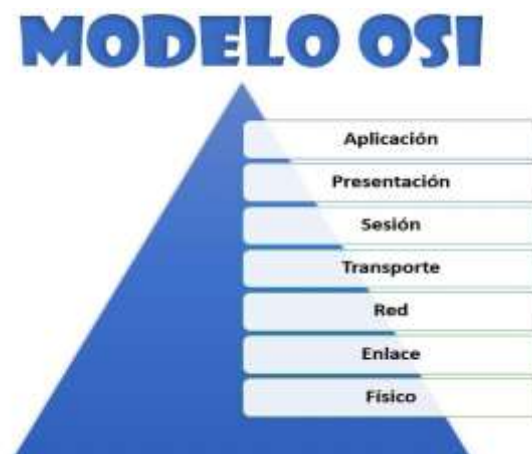 MODELO OSI
Aplicación
Presentación
Sesión
Transporte
Red
Enlace
Físico